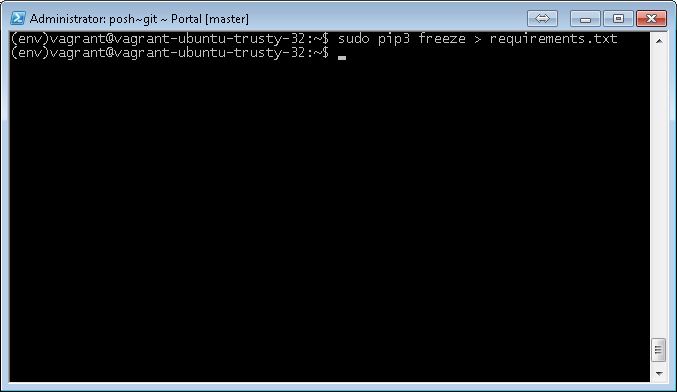 Administrator: posh~git ~ Portal [master]
(env)vagrant@vagrant-ubuntu-trusty-32:~$ sudo pip3 freeze > requirements.txt
(env)vagrant@vagrant-ubuntu-trusty-32:~$